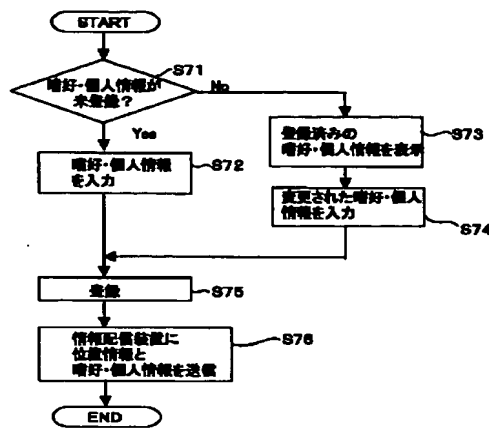 START
嗜好・個人情報が
未登録？
S71
No
Yes
嗜好・個人情報
を入力
S72
登録済みの
嗜好・個人情報を表示
S73
変更された嗜好・個人
情報を入力
S74
登録
S75
情報配信装置に
位置情報と
嗜好・個人情報を送信
S76
END